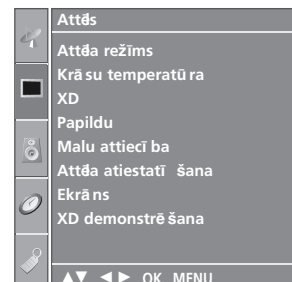 Attēls
Attēla režīms
Krāsu temperatūra
XD
Papildu
Malu attiecība
Attēla atiestatīšana
Ekrāns
XD demonstrēšana
▲▼ ◄► OK MENU